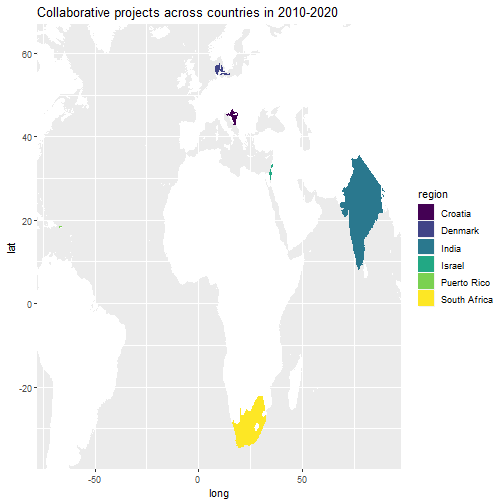 Collaborative projects across countries in 2010-2020
60
40
20
0
-20
lat
-50
0
50
long
region
Croatia
Denmark
India
Israel
Puerto Rico
South Africa